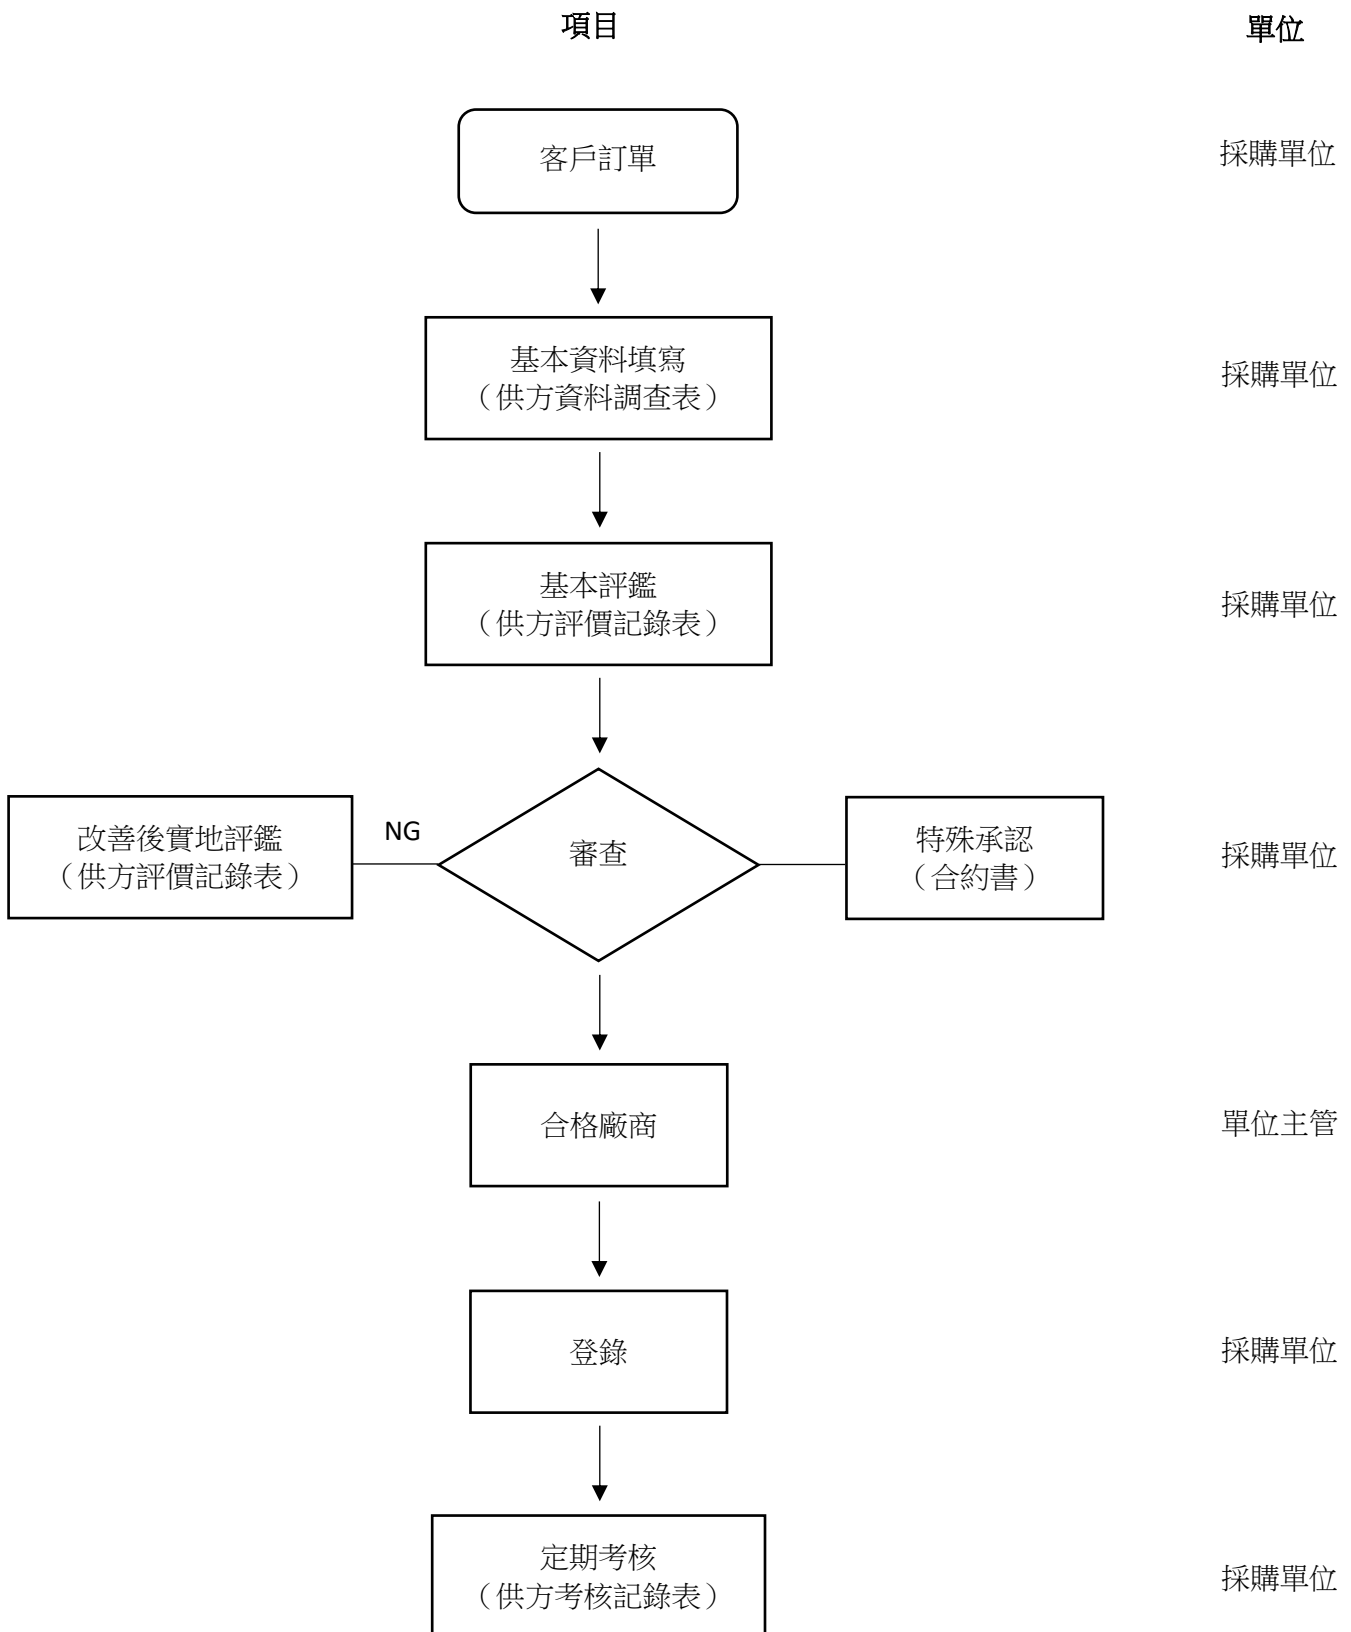 項目
單位
客戶訂單
採購單位
基本資料填寫
（供方資料調查表）
採購單位
基本評鑑
（供方評價記錄表）
採購單位
改善後實地評鑑
（供方評價記錄表）
NG
審查
特殊承認
（合約書）
採購單位
合格廠商
單位主管
登錄
採購單位
定期考核
（供方考核記錄表）
採購單位